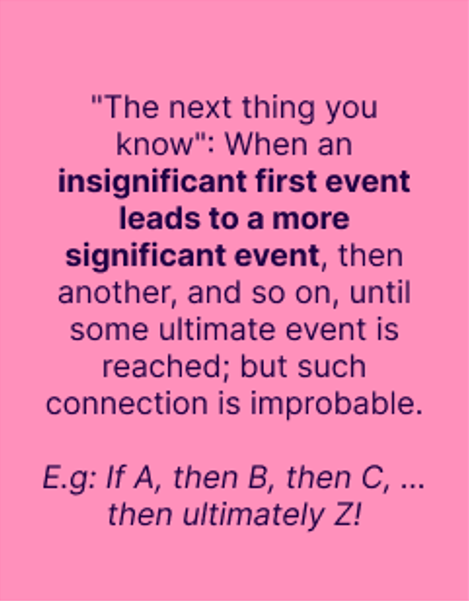 "The next thing you
know": When an
insignificant first event
leads to a more
significant event, then
another, and so on, until
some ultimate event is
reached; but such
connection is improbable.
E.g: If A, then B, then C, ...
then ultimately Z!